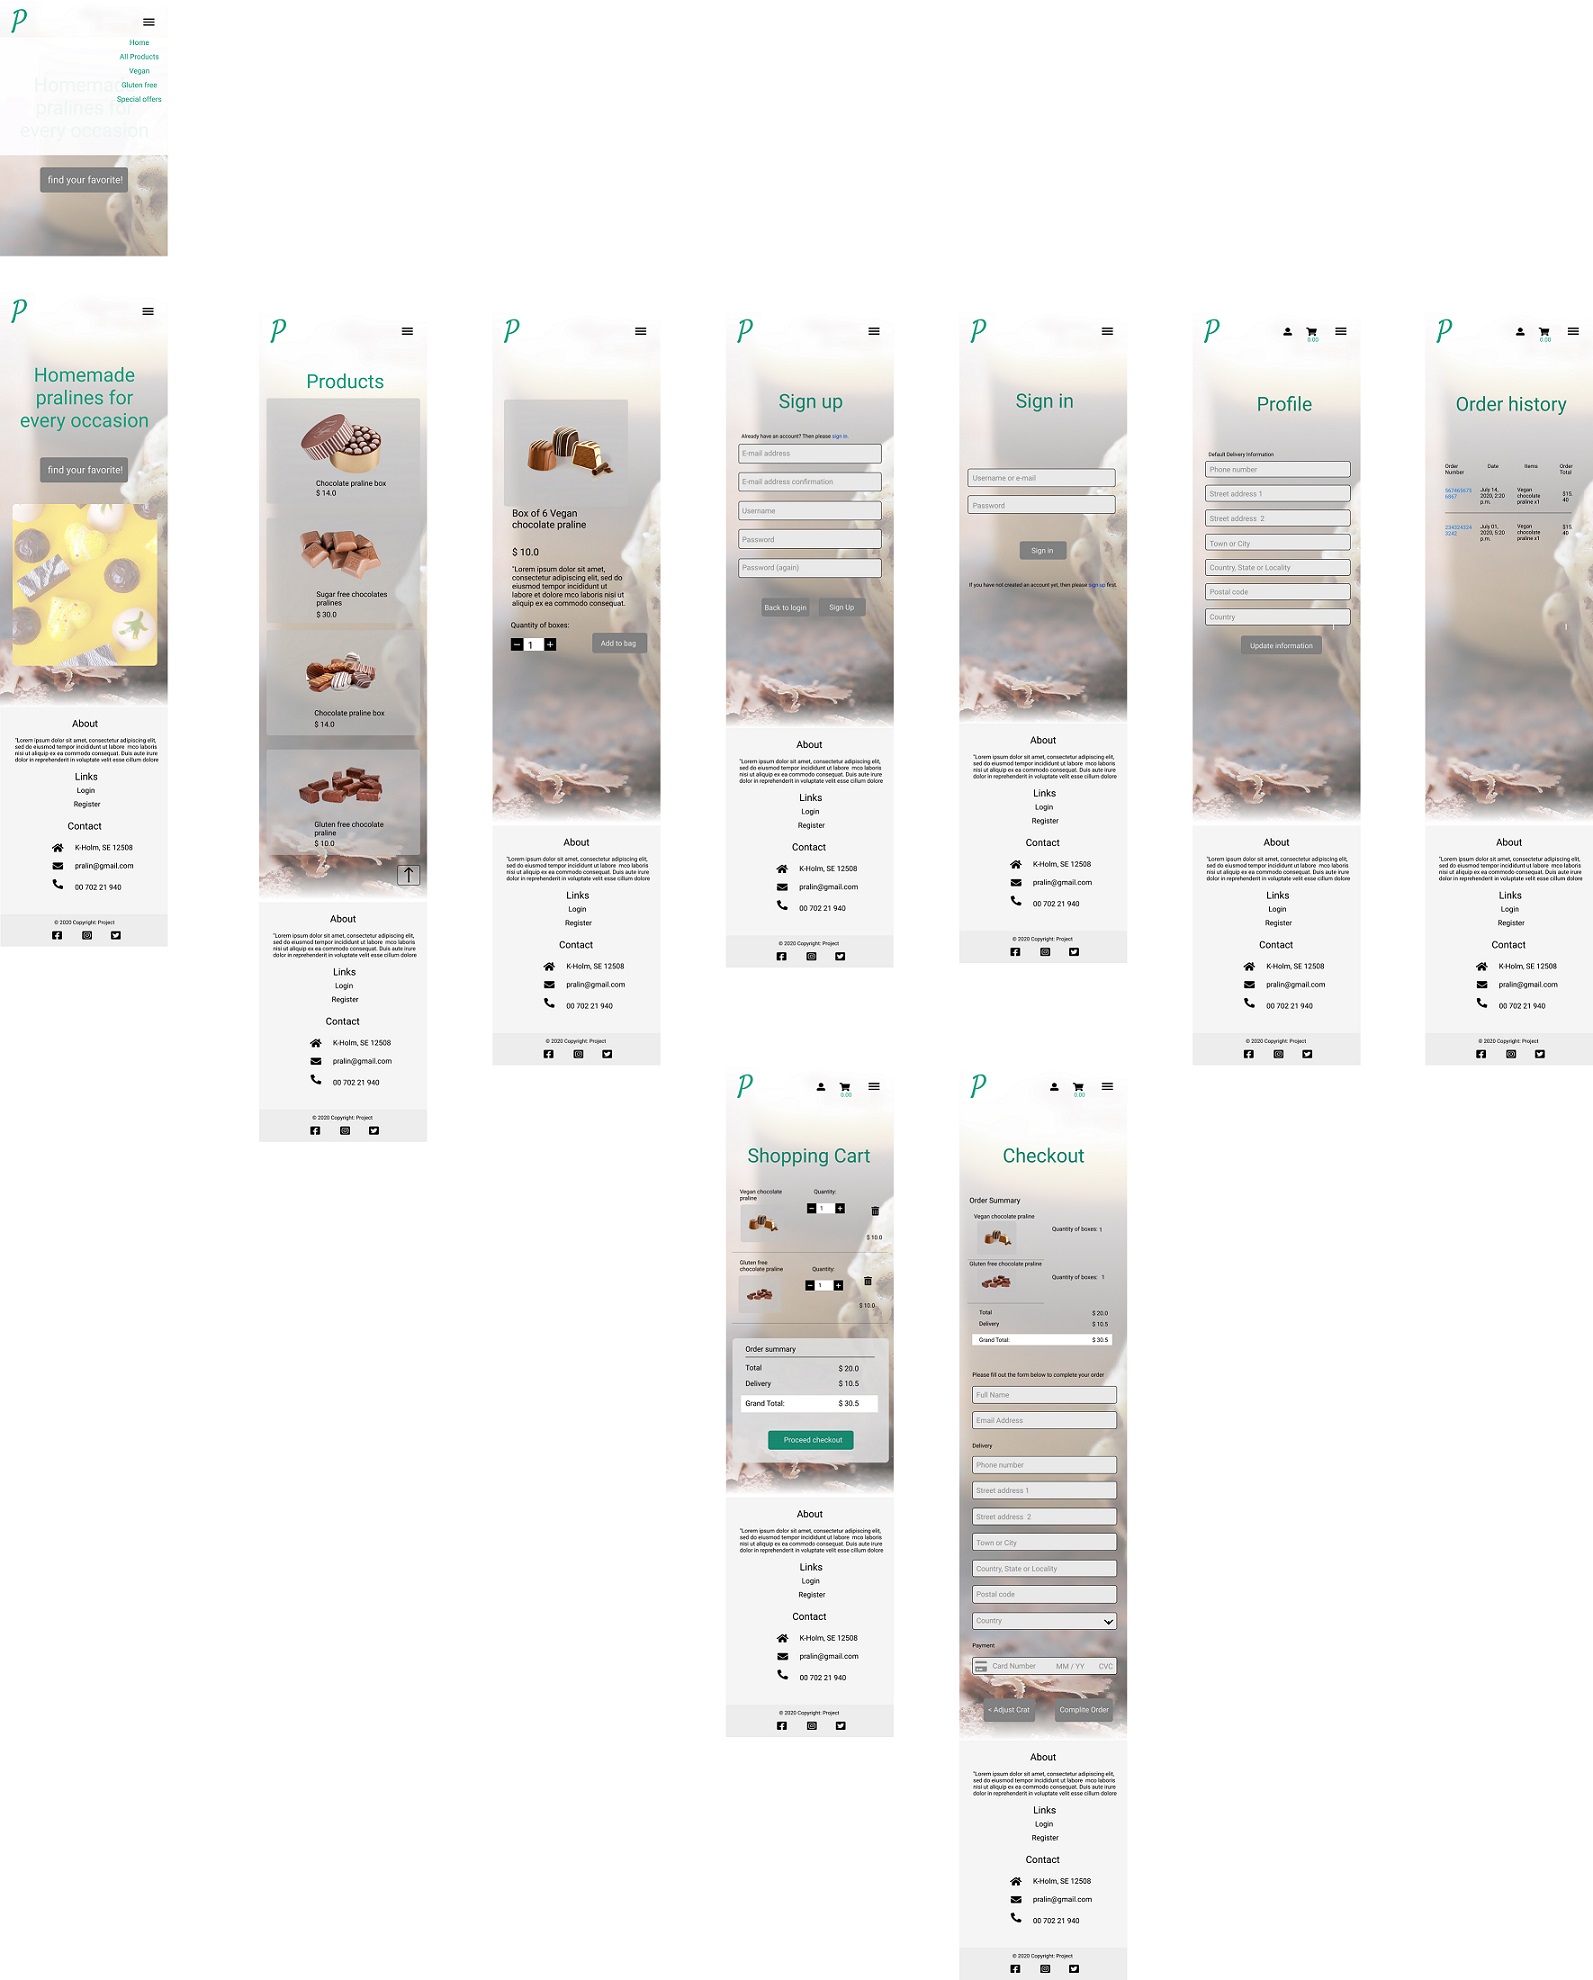 P
Home
All Products
Vegan
Gluten free
Special offers
Homemade
pralines for
every occasion
find your favorite!
P
Homemade
pralines for
every occasion
find your favorite!
About
"Lorem ipsum dolor sit amet, consectetur adipiscing elit,
sed do eiusmod tempor incididunt ut labore  mco laboris
nisi ut aliquip ex ea commodo consequat. Duis aute irure
dolor in reprehenderit in voluptate velit esse cillum dolore
Links
Login
Register
Contact
K-Holm, SE 12508
pralin@gmail.com
00 702 21 940
© 2020 Copyright: Project
P
Products
Chocolate praline box
$ 14.0
Sugar free chocolates
pralines
$ 30.0
Chocolate praline box
$ 14.0
Gluten free chocolate
praline
$ 10.0
About
"Lorem ipsum dolor sit amet, consectetur adipiscing elit,
sed do eiusmod tempor incididunt ut labore  mco laboris
nisi ut aliquip ex ea commodo consequat. Duis aute irure
dolor in reprehenderit in voluptate velit esse cillum dolore
Links
Login
Register
Contact
K-Holm, SE 12508
pralin@gmail.com
00 702 21 940
© 2020 Copyright: Project
P
Box of 6 Vegan
chocolate praline
$ 10.0
"Lorem ipsum dolor sit amet,
consectetur adipiscing elit, sed do
eiusmod tempor incididunt ut
labore et dolore mco laboris nisi ut
aliquip ex ea commodo consequat.
Quantity of boxes:
1
Add to bag
About
"Lorem ipsum dolor sit amet, consectetur adipiscing elit,
sed do eiusmod tempor incididunt ut labore  mco laboris
nisi ut aliquip ex ea commodo consequat. Duis aute irure
dolor in reprehenderit in voluptate velit esse cillum dolore
Links
Login
Register
Contact
K-Holm, SE 12508
pralin@gmail.com
00 702 21 940
© 2020 Copyright: Project
P
Sign up
Already have an account? Then please sign in.
E-mail address
E-mail address confirmation
Username
Password
Password (again)
Back to login
Sign Up
About
"Lorem ipsum dolor sit amet, consectetur adipiscing elit,
sed do eiusmod tempor incididunt ut labore  mco laboris
nisi ut aliquip ex ea commodo consequat. Duis aute irure
dolor in reprehenderit in voluptate velit esse cillum dolore
Links
Login
Register
Contact
K-Holm, SE 12508
pralin@gmail.com
00 702 21 940
© 2020 Copyright: Project
P
Sign in
Username or e-mail
Password
Sign in
If you have not created an account yet, then please sign up first.
About
"Lorem ipsum dolor sit amet, consectetur adipiscing elit,
sed do eiusmod tempor incididunt ut labore  mco laboris
nisi ut aliquip ex ea commodo consequat. Duis aute irure
dolor in reprehenderit in voluptate velit esse cillum dolore
Links
Login
Register
Contact
K-Holm, SE 12508
pralin@gmail.com
00 702 21 940
© 2020 Copyright: Project
P
0.00
Profile
Default Delivery Information
Phone number
Street address 1
Street address  2
Town or City
Country, State or Locality
Postal code
Country
Update information
About
"Lorem ipsum dolor sit amet, consectetur adipiscing elit,
sed do eiusmod tempor incididunt ut labore  mco laboris
nisi ut aliquip ex ea commodo consequat. Duis aute irure
dolor in reprehenderit in voluptate velit esse cillum dolore
Links
Login
Register
Contact
K-Holm, SE 12508
pralin@gmail.com
00 702 21 940
© 2020 Copyright: Project
P
0.00
Order history
Order Number
Date
Items
Order Total
July 14, 2020, 2:20 p.m.
Vegan chocolate praline x1
$15.40
July 01, 2020, 5:20 p.m.
Vegan chocolate praline x1
$15.40
About
"Lorem ipsum dolor sit amet, consectetur adipiscing elit,
sed do eiusmod tempor incididunt ut labore  mco laboris
nisi ut aliquip ex ea commodo consequat. Duis aute irure
dolor in reprehenderit in voluptate velit esse cillum dolore
Links
Login
Register
Contact
K-Holm, SE 12508
pralin@gmail.com
00 702 21 940
© 2020 Copyright: Project
P
0.00
Shopping Cart
Vegan chocolate
praline
Quantity:
1
$ 10.0
Gluten free
chocolate praline
Quantity:
1
$ 10.0
Order summary
Total $ 20.0
Delivery $ 10.5
Grand Total: $ 30.5
Proceed checkout
About
"Lorem ipsum dolor sit amet, consectetur adipiscing elit,
sed do eiusmod tempor incididunt ut labore  mco laboris
nisi ut aliquip ex ea commodo consequat. Duis aute irure
dolor in reprehenderit in voluptate velit esse cillum dolore
Links
Login
Register
Contact
K-Holm, SE 12508
pralin@gmail.com
00 702 21 940
© 2020 Copyright: Project
P
0.00
Checkout
Order Summary
Vegan chocolate praline
Quantity of boxes: 1
Gluten free chocolate praline
Quantity of boxes: 1
Total $ 20.0
Delivery $ 10.5
Grand Total: $ 30.5
Please fill out the form below to complete your order
Full Name
Email Address
Delivery
Phone number
Street address 1
Street address  2
Town or City
Country, State or Locality
Postal code
Country
Payment
Card Number MM / YY CVC
< Adjust Crat
Complite Order
About
"Lorem ipsum dolor sit amet, consectetur adipiscing elit,
sed do eiusmod tempor incididunt ut labore  mco laboris
nisi ut aliquip ex ea commodo consequat. Duis aute irure
dolor in reprehenderit in voluptate velit esse cillum dolore
Links
Login
Register
Contact
K-Holm, SE 12508
pralin@gmail.com
00 702 21 940
© 2020 Copyright: Project